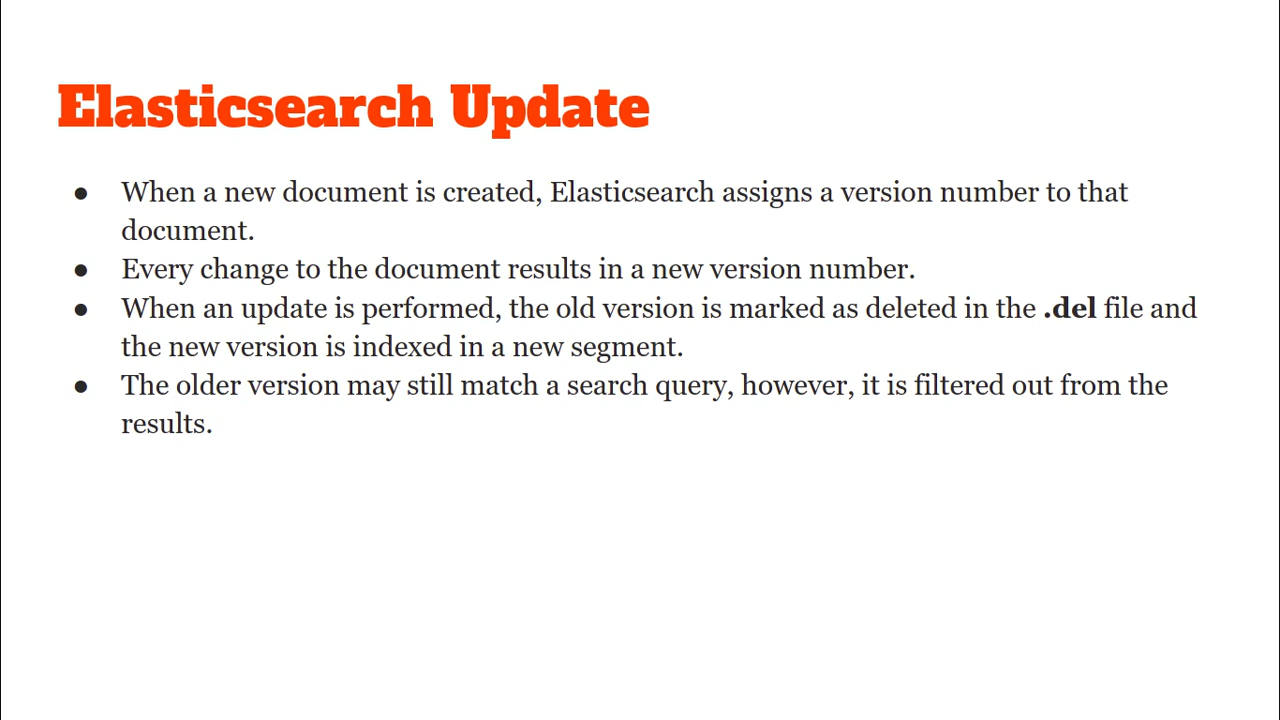 Elasticsearch Update
● When a new document is created, Elasticsearch assigns a version number to that
document.
● Every change to the document results in a new version number.
● When an update is performed, the old version is marked as deleted in the .del file and
the new version is indexed in a new segment.
● The older version may still match a search query, however, it is filtered out from the
results.